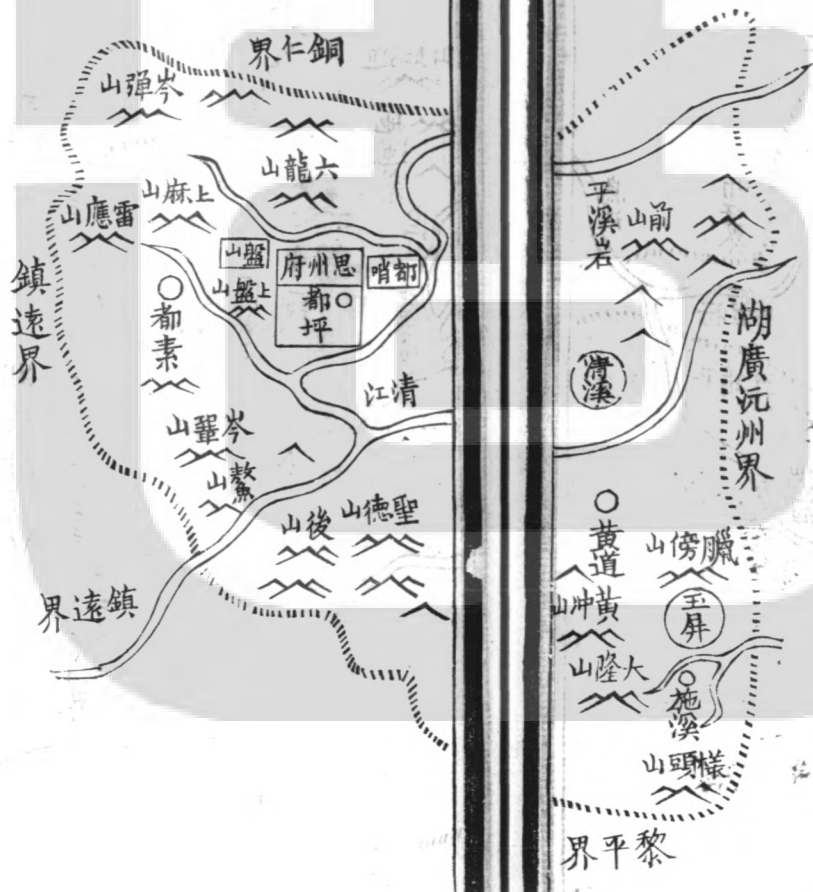 銅仁界
岑彈山
六龍山
上麻山
雷應山
盤山
思州府
都坪
都哨
上盤山
都素
鎮遠界
清江
岑鞏山
鰲山
聖德山
後山
鎮遠界
平溪岩
前山
湖廣沅州界
清溪
黃道
臘傍山
黃冲山
玉屏
大隆山
施溪
樣頭山
黎平界